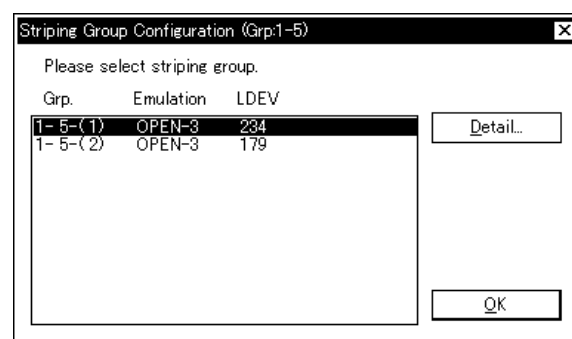 Striping Group Configuration (Grp:1-5)
Please select striping group.
Grp. Emulation LDEV
1- 5-( 1) OPEN-3 234
1- 5-( 2) OPEN-3 179
Detail...
OK